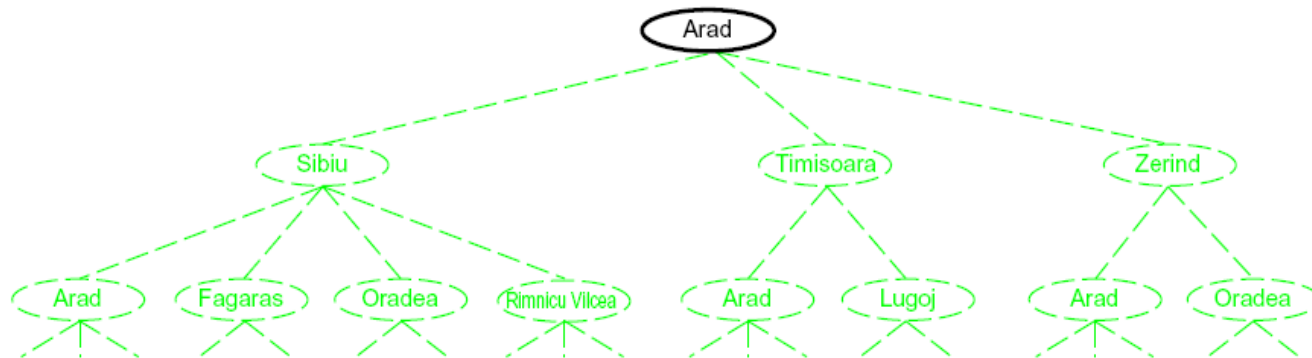 Arad
Sibiu Timisoara Zerind
Arad Fagaras Oradea Rimnicu Vilcea Arad Lugoj Arad Oradea